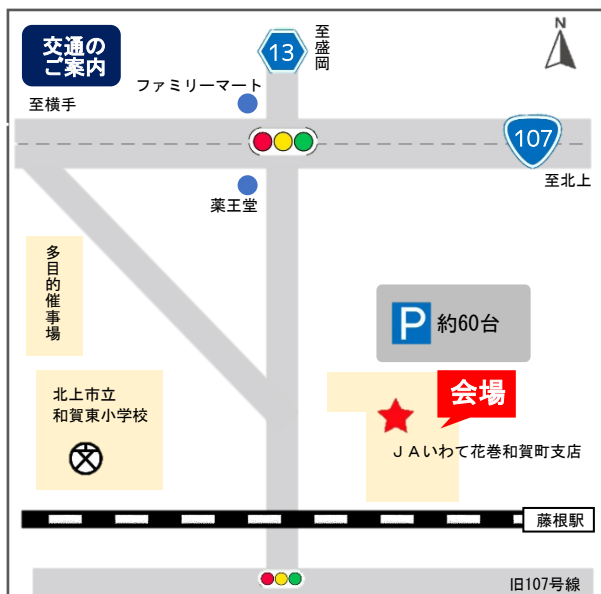 交通の
ご案内
13
至盛岡
ファミリーマート
至横手
107
至北上
薬王堂
多目的催事場
P 約60台
会場
北上市立
和賀東小学校
文
ＪＡいわて花巻和賀町支店
藤根駅
旧107号線